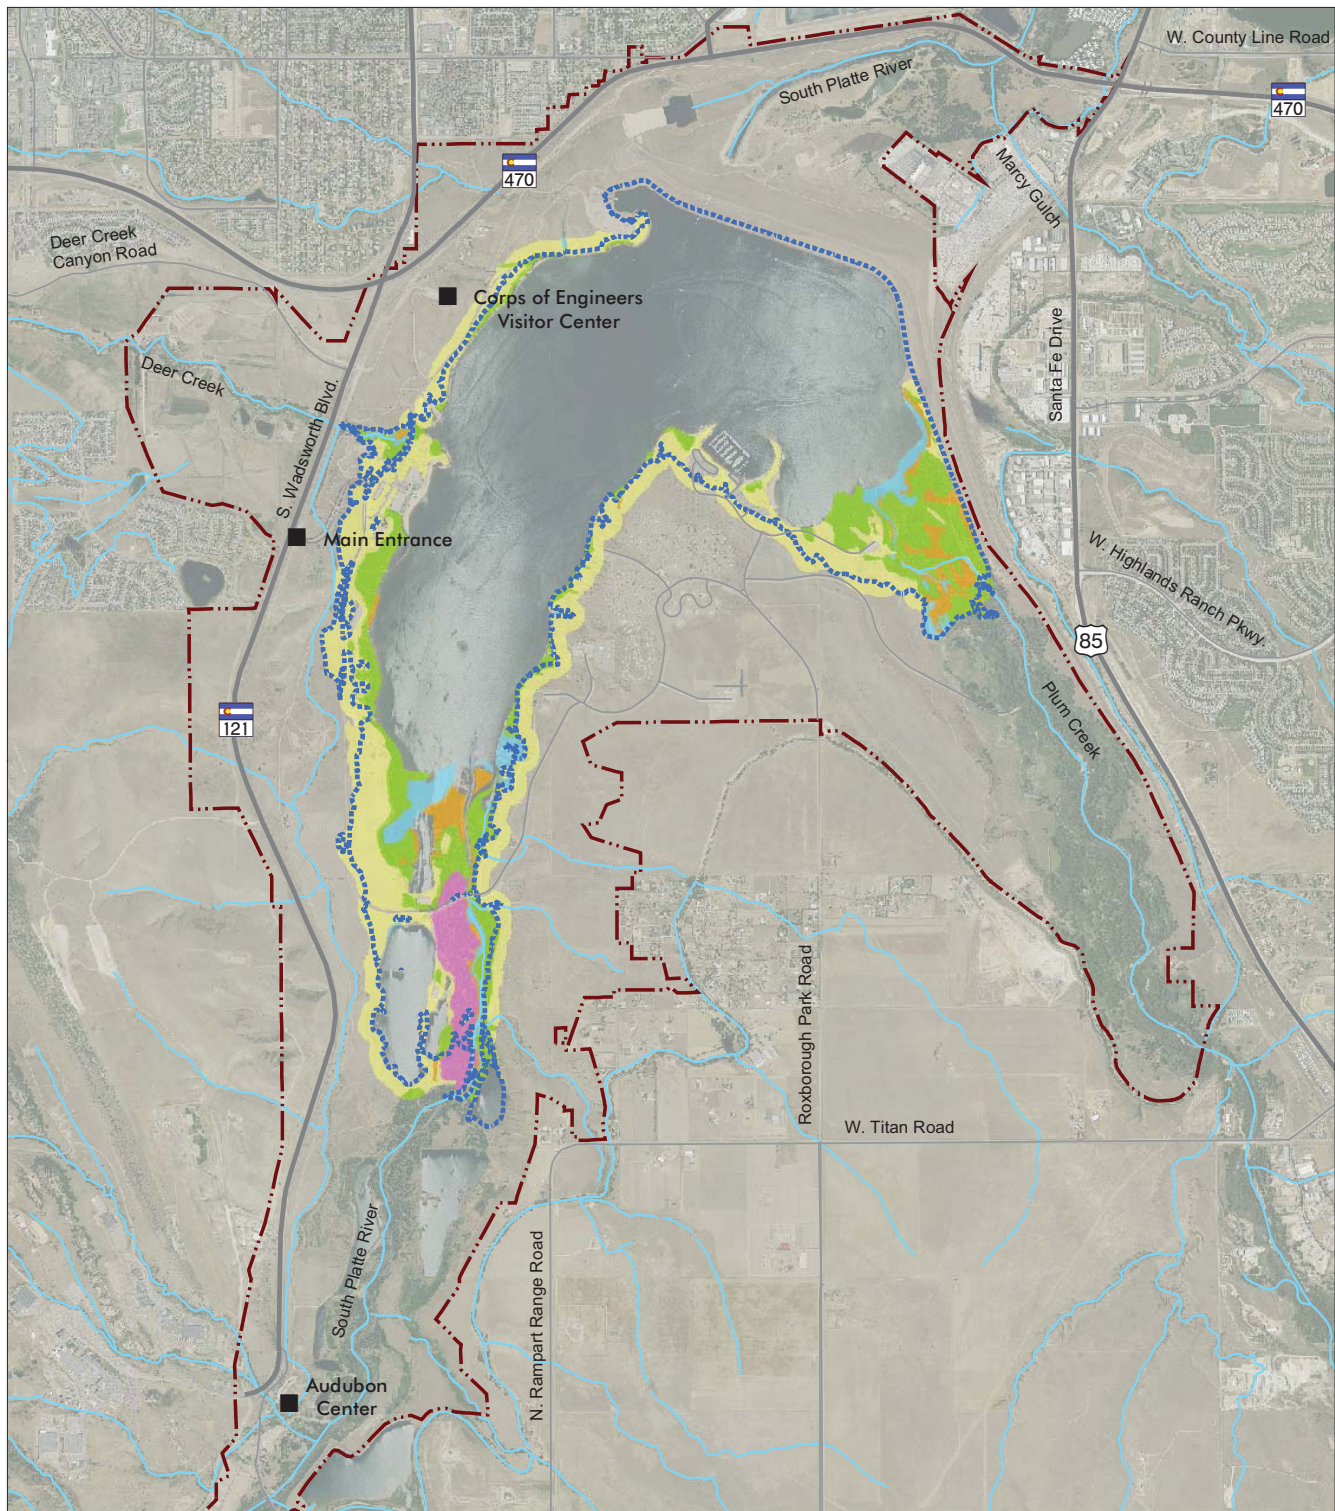 W. County Line Road
South Platte River
470
470
Marcy Gulch
Deer Creek
Canyon Road
Corps of Engineers
Visitor Center
Deer Creek
Santa Fe Drive
S. Wadsworth Blvd.
Main Entrance
W. Highlands Ranch Pkwy.
85
121
Plum Creek
Roxborough Park Road
W. Titan Road
South Platte River
N. Rampart Range Road
Audubon
Center